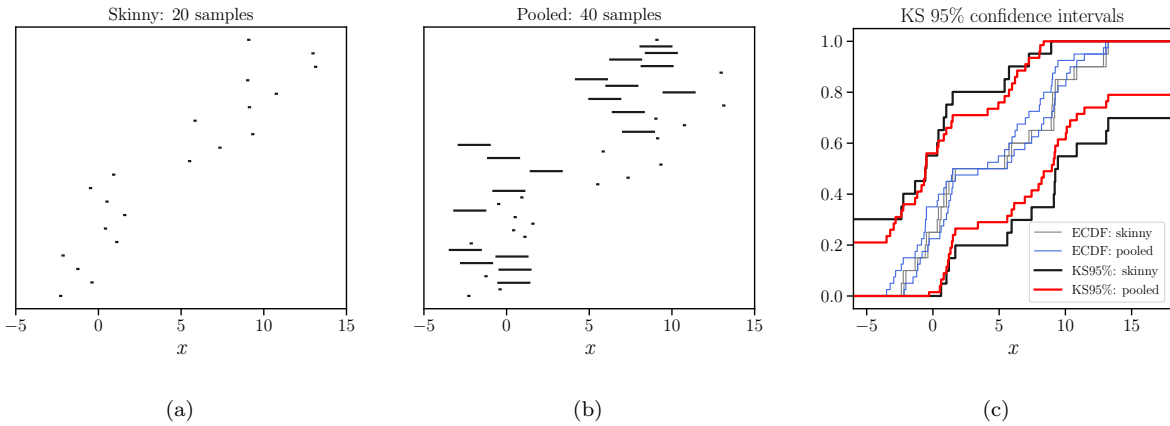 Skinny: 20 samples
−5 0 5 10 15
x
(a)
Pooled: 40 samples
−5 0 5 10 15
x
(b)
KS 95% confidence intervals
1.0
0.8
0.6
0.4
0.2
0.0
ECDF: skinny
ECDF: pooled
KS95%: skinny
KS95%: pooled
−5 0 5 10 15
x
(c)